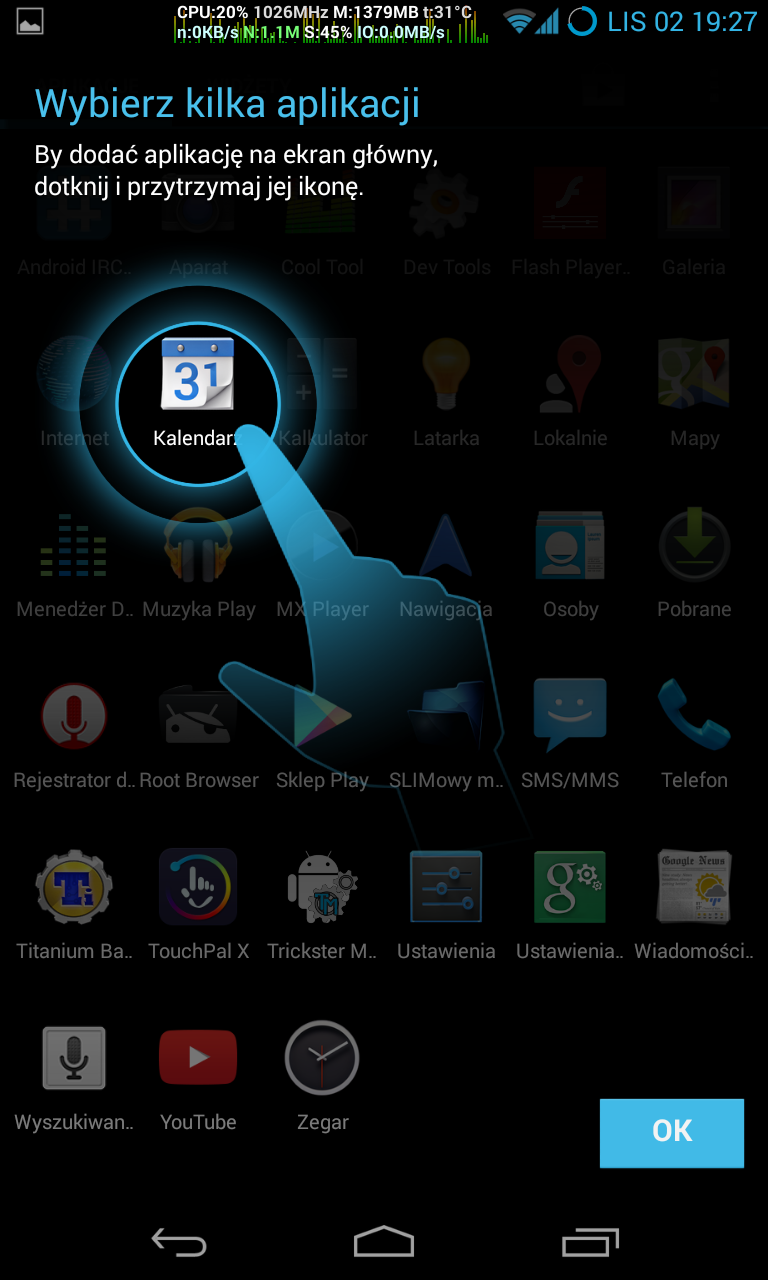 CPU:20% 1026MHz M:1379MB t:31°C
n:0KB/s N:1.1M S:45% IO:0.0MB/s
LIS 02 19:27
Wybierz kilka aplikacji
By dodać aplikację na ekran główny,
dotknij i przytrzymaj jej ikonę.
Android IRC.. Aparat Cool Tool Dev Tools Flash Player.. Galeria
31
Internet Kalendarz Kalkulator Latarka Lokalnie Mapy
Menedżer D.. Muzyka Play MX Player Nawigacja Osoby Pobrane
Rejestrator d.. Root Browser Sklep Play SLIMowy m.. SMS/MMS Telefon
Google News
Titanium Ba.. TouchPal X Trickster M.. Ustawienia Ustawienia.. Wiadomości..
Wyszukiwan.. YouTube Zegar
OK